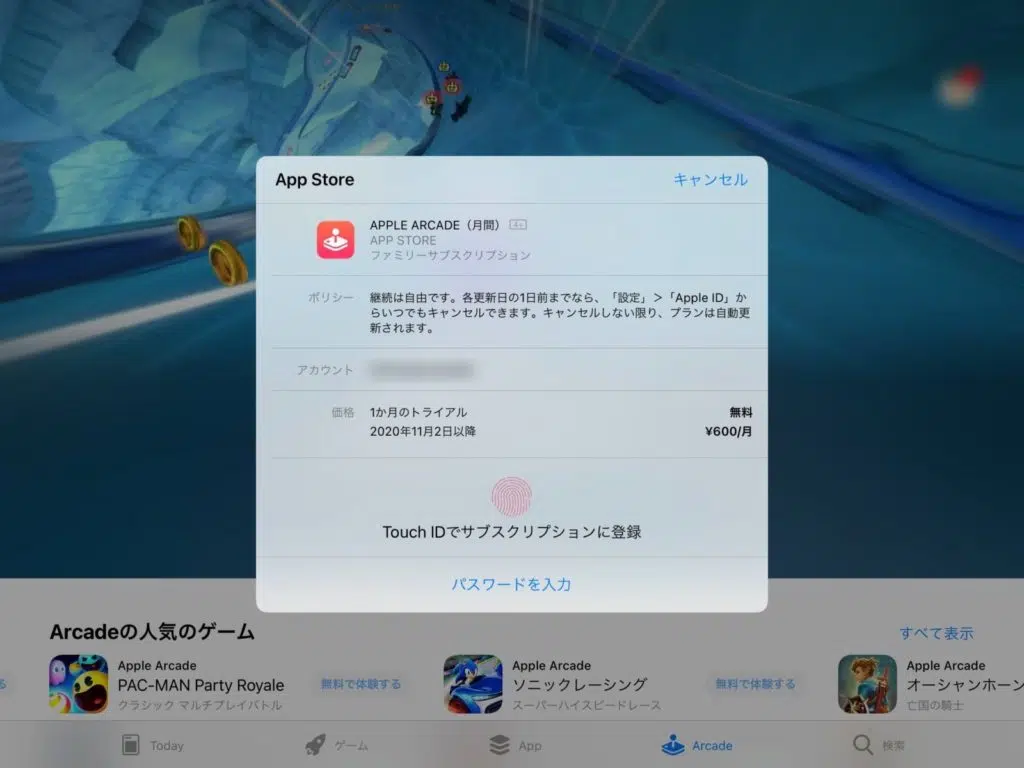 App Store
キャンセル
APPLE ARCADE（月間） 4+
APP STORE
ファミリーサブスクリプション
ポリシー
継続は自由です。各更新日の1日前までなら、「設定」＞「Apple ID」か
らいつでもキャンセルできます。キャンセルしない限り、プランは自動更
新されます。
アカウント
価格
1か月のトライアル 無料
2020年11月2日以降 ¥600/月
Touch IDでサブスクリプションに登録
パスワードを入力
Arcadeの人気のゲーム
すべて表示
る
Apple Arcade
PAC-MAN Party Royale
クラシック マルチプレイバトル
無料で体験する
Apple Arcade
ソニックレーシング
スーパーハイスピードレース
無料で体験する
Apple Arcade
オーシャンホーン
亡国の騎士
Today
ゲーム
App
Arcade
検索